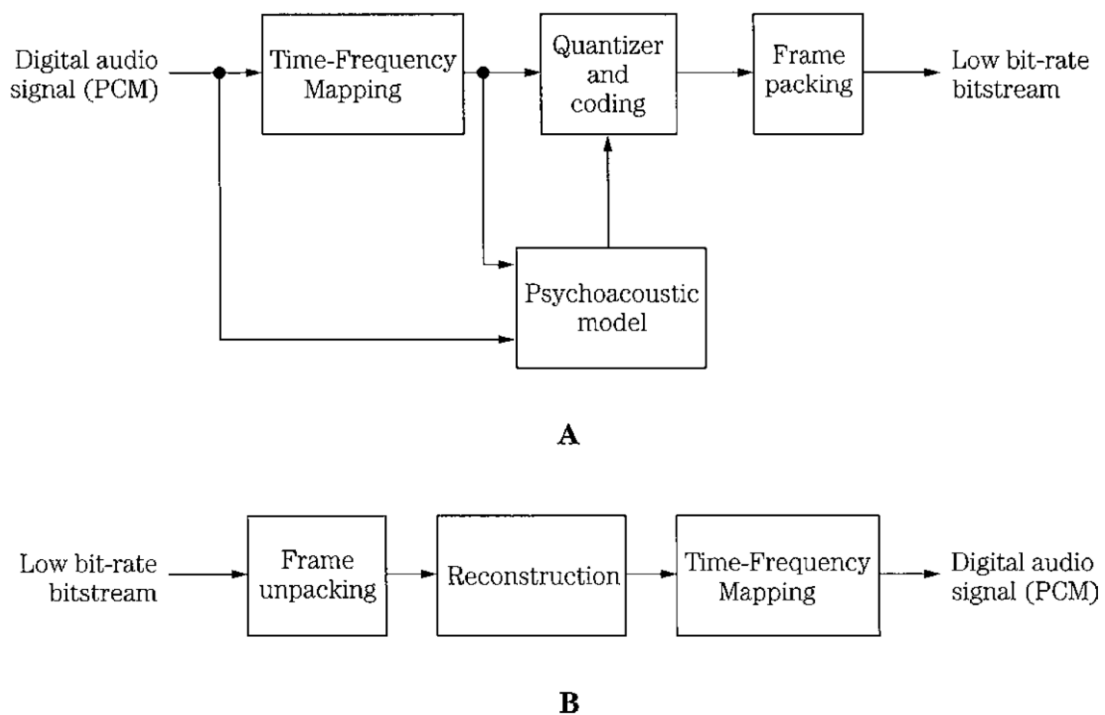 Digital audio
signal (PCM)
Time-Frequency
Mapping
Quantizer
and
coding
Frame
packing
Low bit-rate
bitstream
Psychoacoustic
model
A
Low bit-rate
bitstream
Frame
unpacking
Reconstruction
Time-Frequency
Mapping
Digital audio
signal (PCM)
B